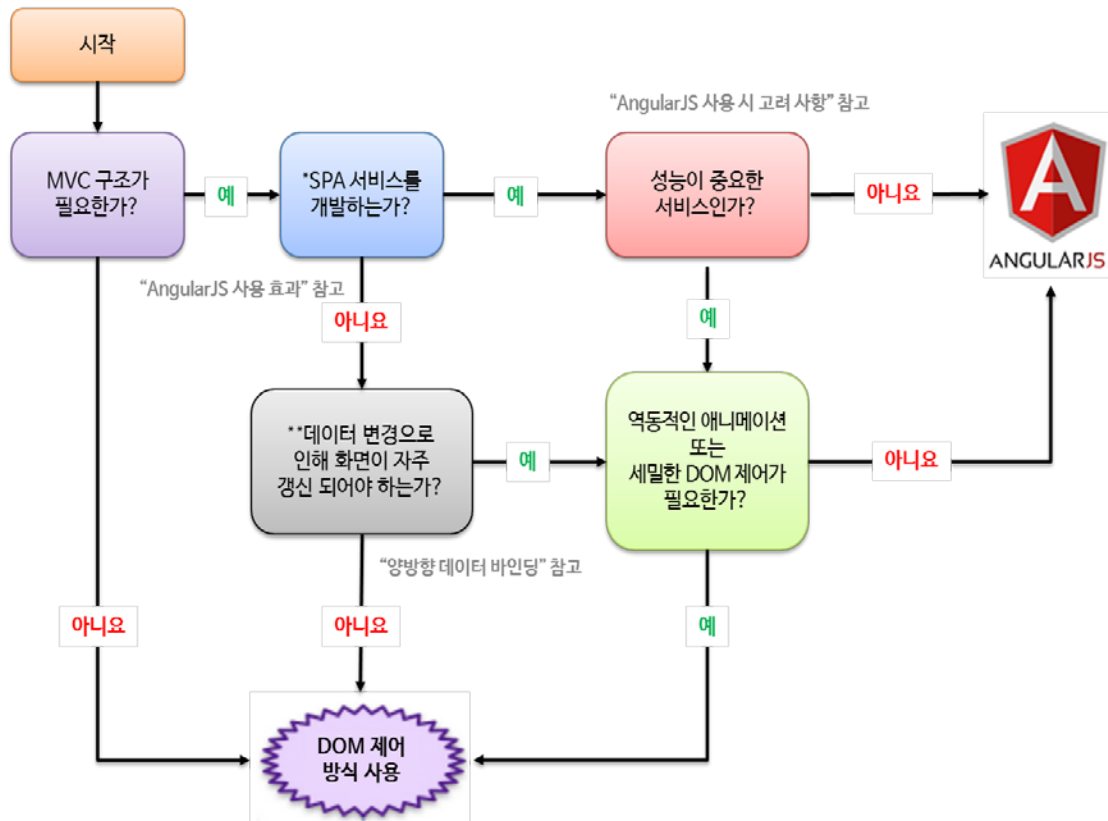 시작
“AngularJS 사용 시 고려 사항” 참고
MVC 구조가
필요한가?
예
*SPA 서비스를
개발하는가?
예
성능이 중요한
서비스인가?
아니요
ANGULARJS
“AngularJS 사용 효과” 참고
아니요
예
**데이터 변경으로
인해 화면이 자주
갱신 되어야 하는가?
예
역동적인 애니메이션
또는
세밀한 DOM 제어가
필요한가?
아니요
“양방향 데이터 바인딩” 참고
아니요
아니요
예
DOM 제어
방식 사용